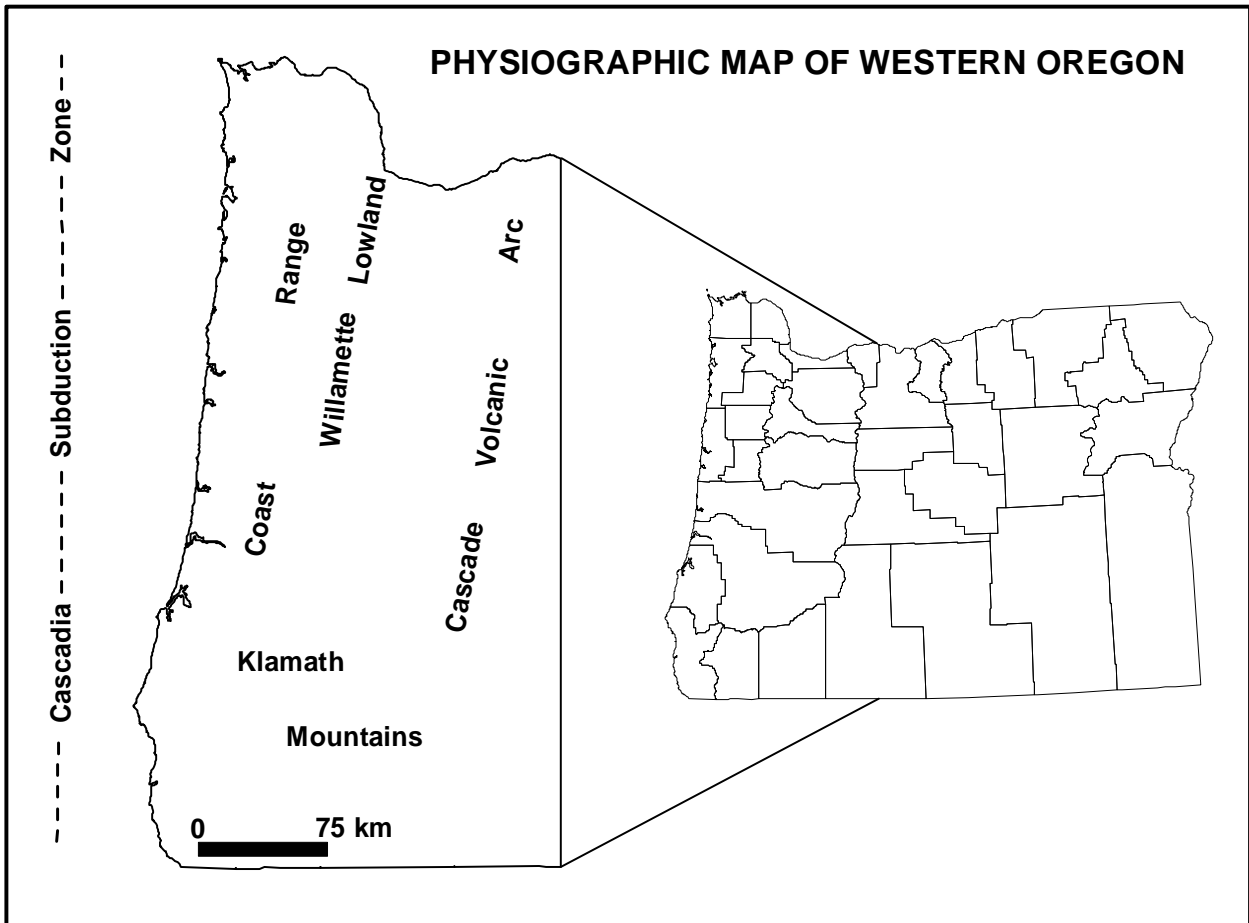 PHYSIOGRAPHIC MAP OF WESTERN OREGON
Cascadia Subduction Zone
Coast Range
Willamette Lowland
Cascade Volcanic Arc
Klamath
Mountains
0 75 km